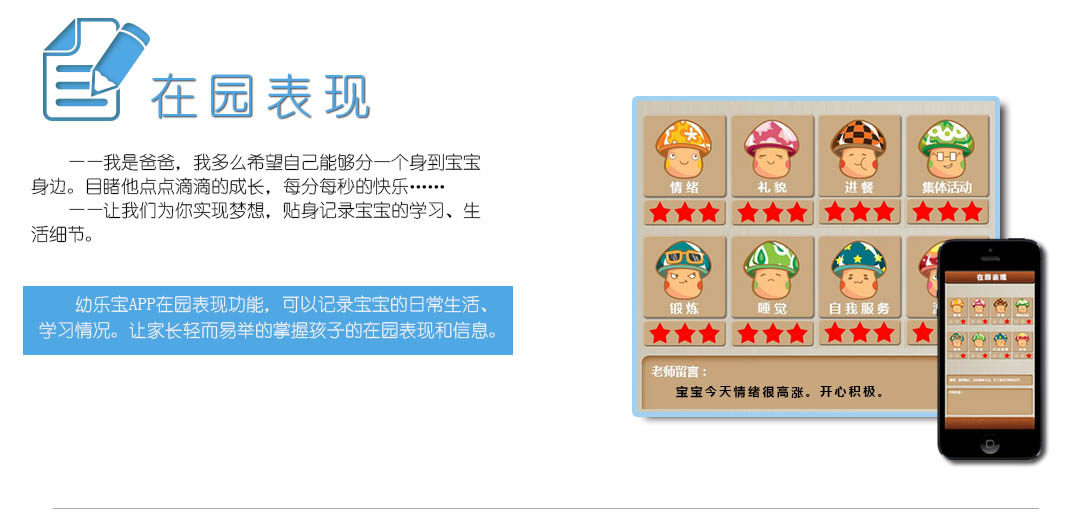 在园表现
——我是爸爸，我多么希望自己能够分一个身到宝宝
身边。目睹他点点滴滴的成长，每分每秒的快乐……
——让我们为你实现梦想，贴身记录宝宝的学习、生
活细节。
幼乐宝APP在园表现功能，可以记录宝宝的日常生活、
学习情况。让家长轻而易举的掌握孩子的在园表现和信息。
情绪 礼貌 进餐 集体活动
锻炼 睡觉 自我服务
老师留言：
宝宝今天情绪很高涨。开心积极。
在园表现